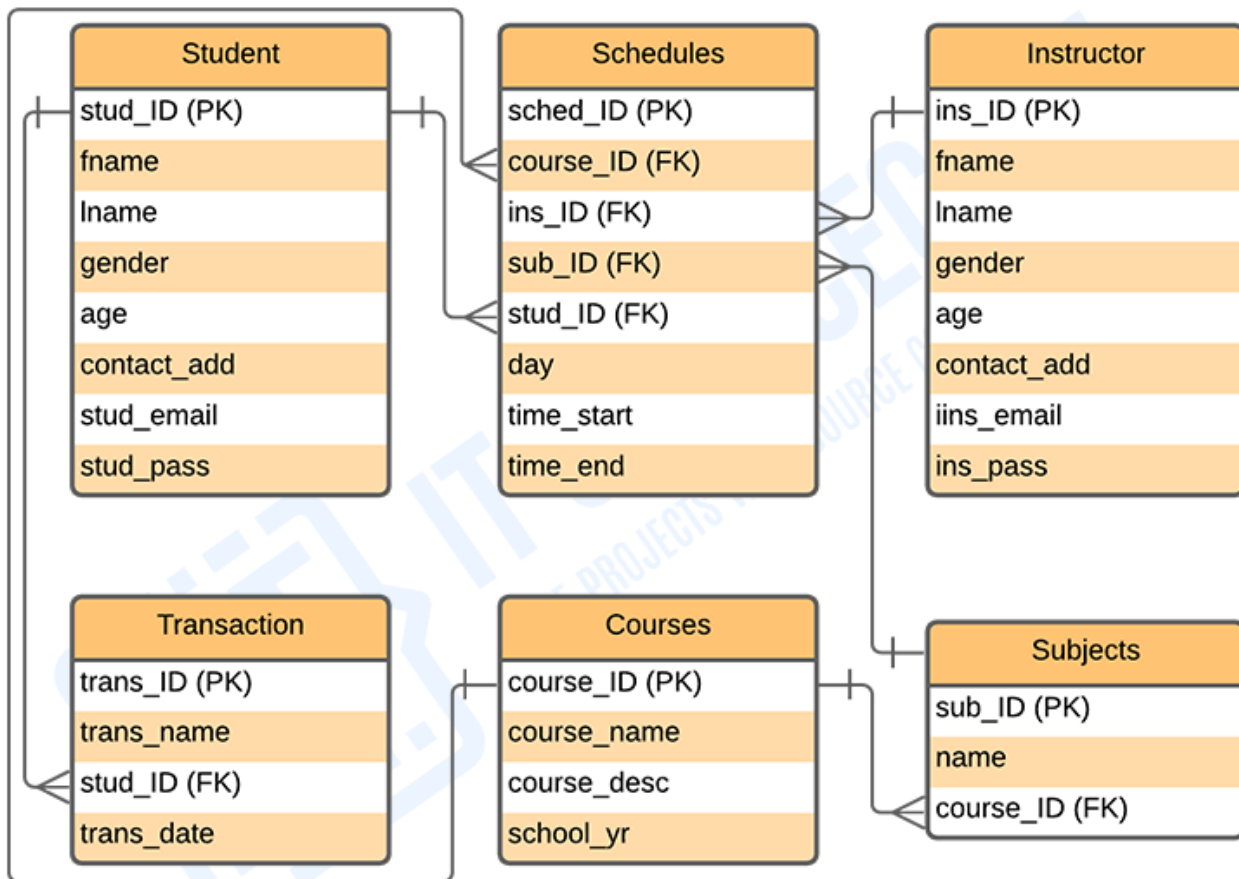 Student
stud_ID (PK)
fname
lname
gender
age
contact_add
stud_email
stud_pass
Schedules
sched_ID (PK)
course_ID (FK)
ins_ID (FK)
sub_ID (FK)
stud_ID (FK)
day
time_start
time_end
Instructor
ins_ID (PK)
fname
lname
gender
age
contact_add
iins_email
ins_pass
Transaction
trans_ID (PK)
trans_name
stud_ID (FK)
trans_date
Courses
course_ID (PK)
course_name
course_desc
school_yr
Subjects
sub_ID (PK)
name
course_ID (FK)
IT
PROJECTS